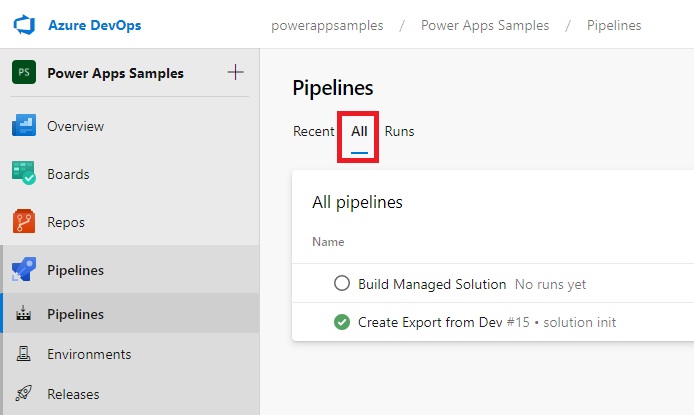 Azure DevOps
powerappsamples / Power Apps Samples / Pipelines
PS Power Apps Samples +
Overview
Boards
Repos
Pipelines
Pipelines
Environments
Releases
Pipelines
Recent All Runs
All pipelines
Name
Build Managed Solution No runs yet
Create Export from Dev #15 • solution init